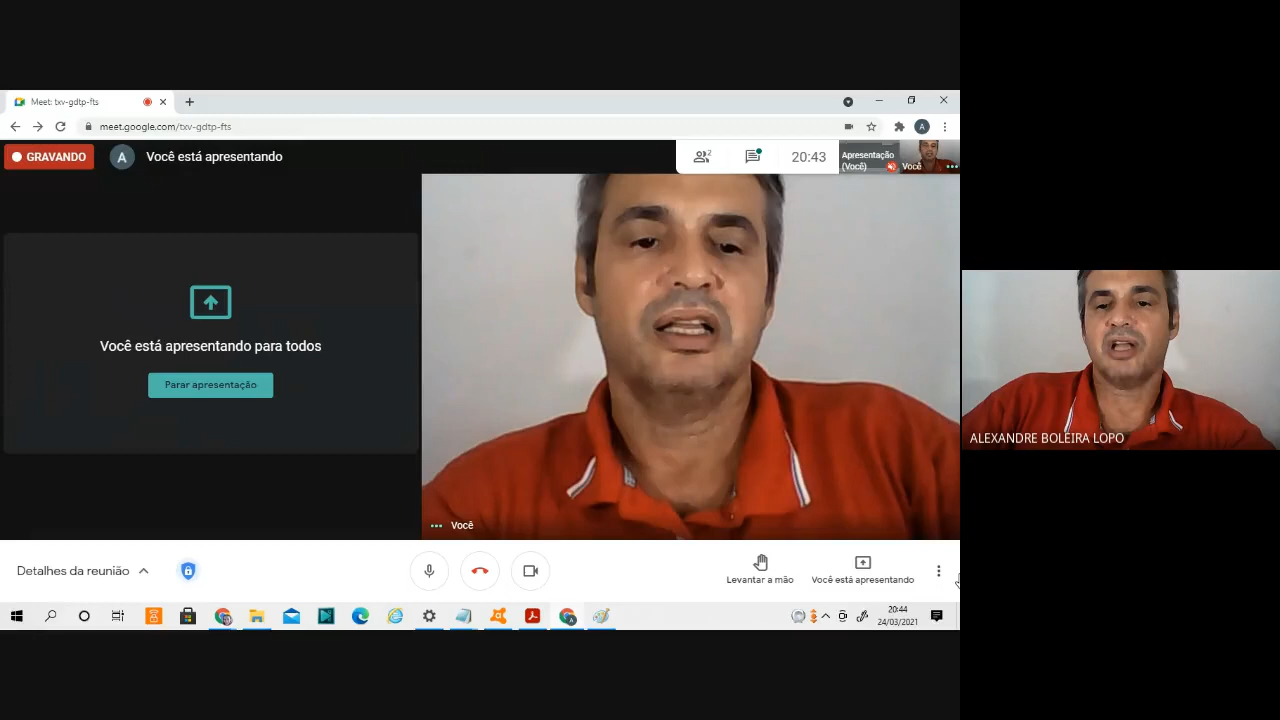 Meet: txv-gdtp-fts
meet.google.com/txv-gdtp-fts
A
GRAVANDO
A
Você está apresentando
2
20:43
Apresentação
(Você)
Você
Você está apresentando para todos
Parar apresentação
Você
ALEXANDRE BOLEIRA LOPO
Detalhes da reunião
Levantar a mão
Você está apresentando
20:44
24/03/2021